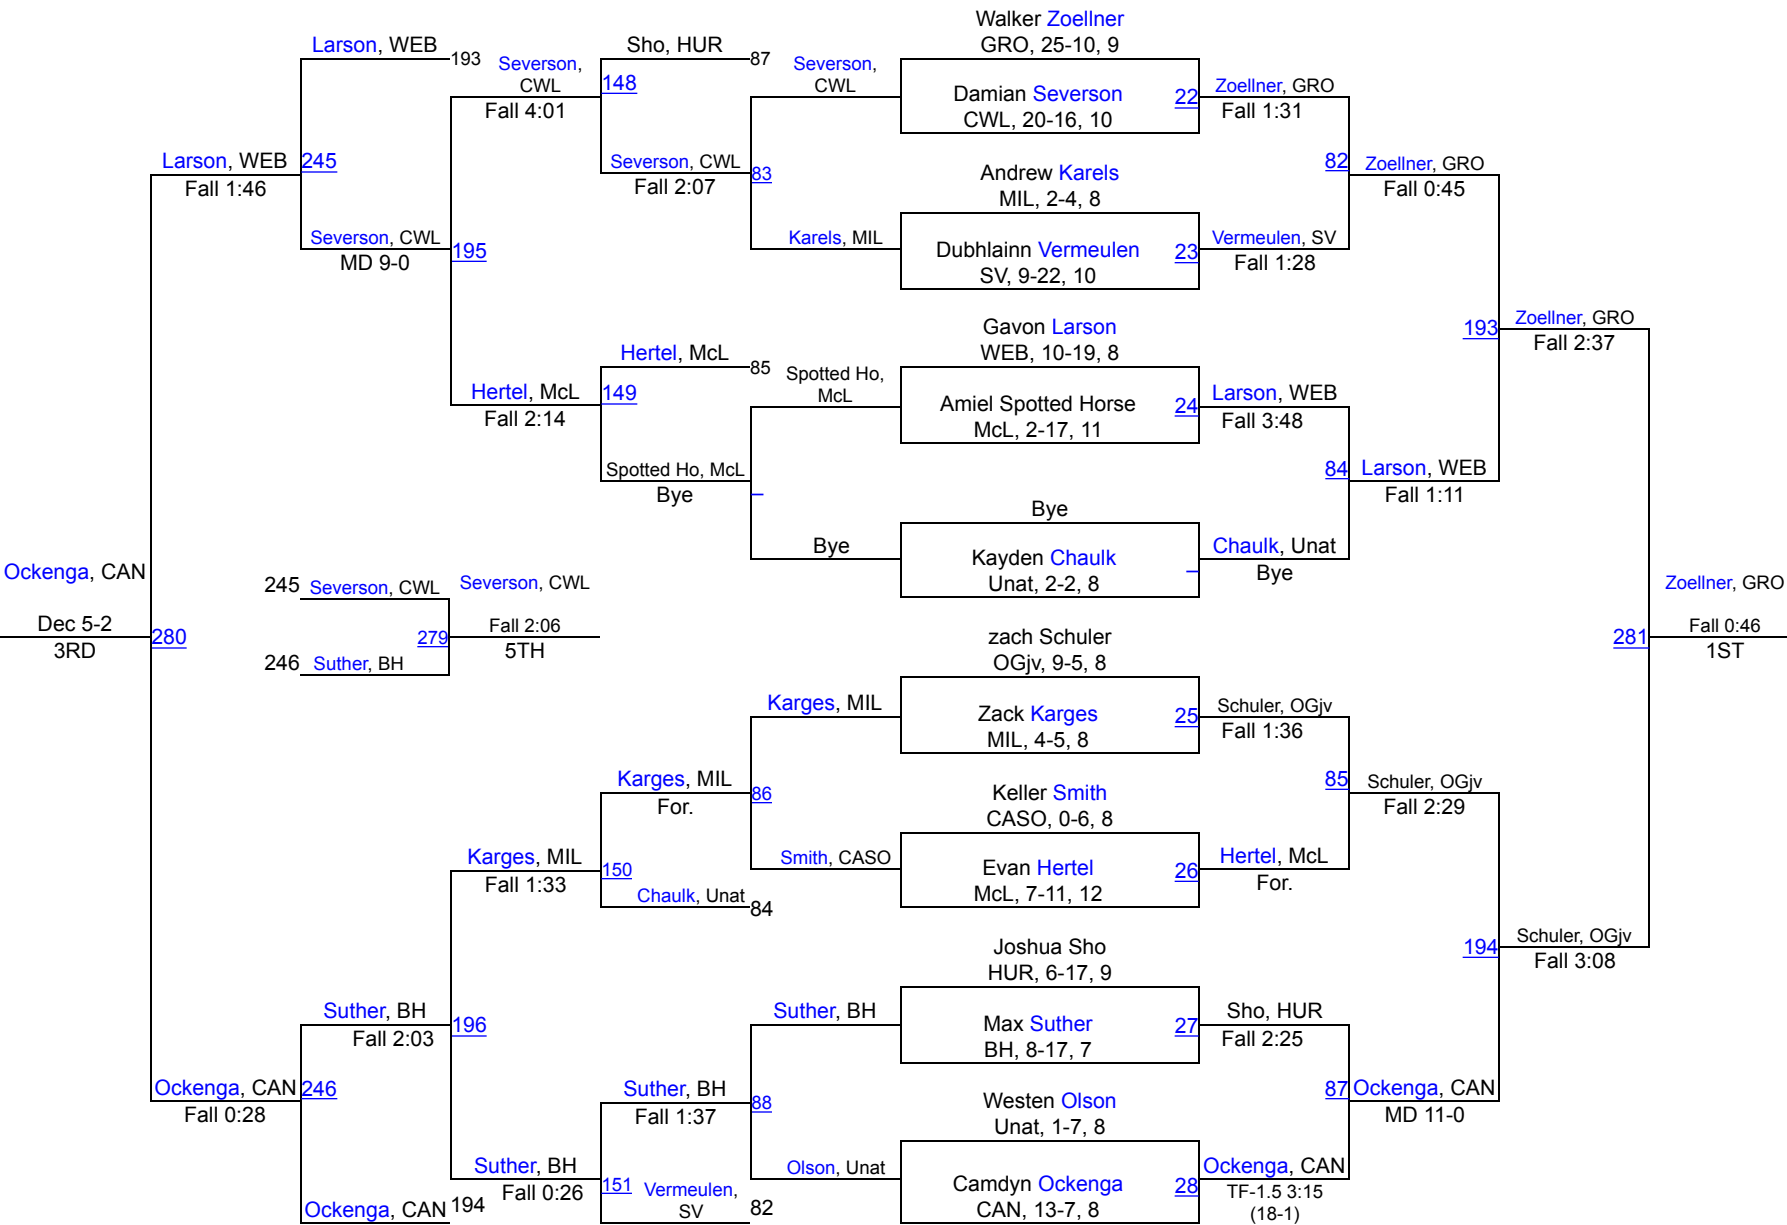 Walker Zoellner
GRO, 25-10, 9
Larson, WEB
193
Severson,
CWL
Fall 4:01
Sho, HUR
87
148
Severson,
CWL
Damian Severson
CWL, 20-16, 10
22
Zoellner, GRO
Fall 1:31
Larson, WEB
Fall 1:46
245
Severson, CWL
Fall 2:07
83
Andrew Karels
MIL, 2-4, 8
82
Zoellner, GRO
Fall 0:45
Severson, CWL
MD 9-0
195
Karels, MIL
Dubhlainn Vermeulen
SV, 9-22, 10
23
Vermeulen, SV
Fall 1:28
Gavon Larson
WEB, 10-19, 8
193
Zoellner, GRO
Fall 2:37
Hertel, McL
85
Hertel, McL
Fall 2:14
149
Spotted Ho,
McL
Amiel Spotted Horse
McL, 2-17, 11
24
Larson, WEB
Fall 3:48
Spotted Ho, McL
Bye
84
Larson, WEB
Fall 1:11
Bye
Bye
Kayden Chaulk
Unat, 2-2, 8
Chaulk, Unat
Bye
Ockenga, CAN
Dec 5-2
3RD
280
245
Severson, CWL
246
Suther, BH
279
Severson, CWL
Fall 2:06
5TH
Zoellner, GRO
281
Fall 0:46
1ST
zach Schuler
OGjv, 9-5, 8
Karges, MIL
Zack Karges
MIL, 4-5, 8
25
Schuler, OGjv
Fall 1:36
Karges, MIL
For.
86
Keller Smith
CASO, 0-6, 8
85
Schuler, OGjv
Fall 2:29
Karges, MIL
Fall 1:33
150
Smith, CASO
Evan Hertel
McL, 7-11, 12
26
Hertel, McL
For.
Chaulk, Unat
84
Joshua Sho
HUR, 6-17, 9
194
Schuler, OGjv
Fall 3:08
Suther, BH
Fall 2:03
196
Suther, BH
Max Suther
BH, 8-17, 7
27
Sho, HUR
Fall 2:25
Ockenga, CAN
Fall 0:28
246
Suther, BH
Fall 1:37
88
Westen Olson
Unat, 1-7, 8
87
Ockenga, CAN
MD 11-0
Suther, BH
Fall 0:26
151
Olson, Unat
Camdyn Ockenga
CAN, 13-7, 8
28
Ockenga, CAN
TF-1.5 3:15
(18-1)
Ockenga, CAN
194
Vermeulen,
SV
82